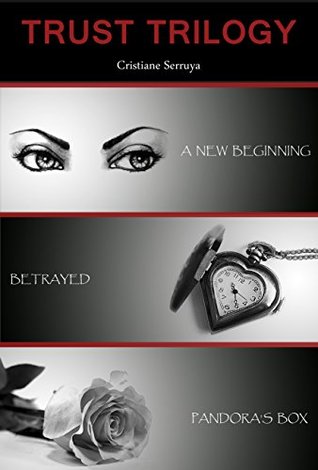 TRUST TRILOGY
Cristiane Serruya
A NEW BEGINNING
BETRAYED
PANDORA'S BOX